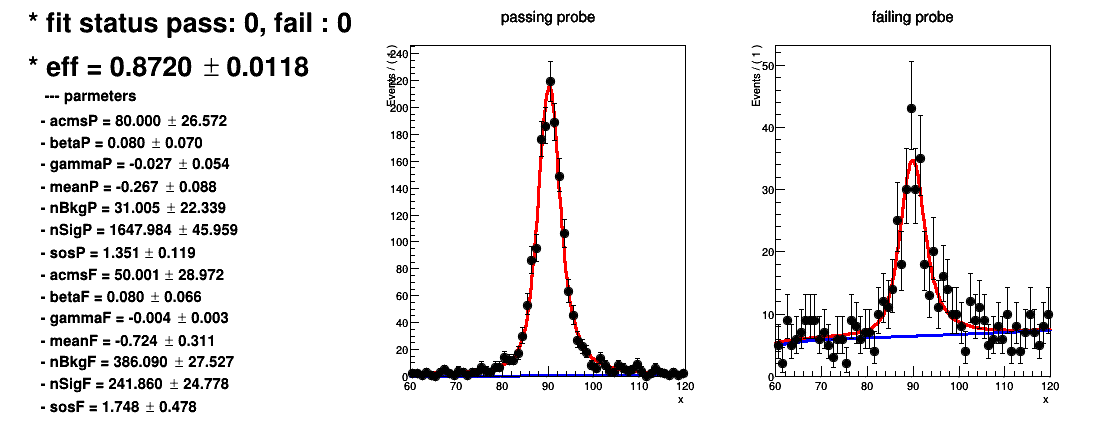 * fit status pass: 0, fail : 0
* eff = 0.8720 ± 0.0118
--- parmeters
- acmsP = 80.000 ± 26.572
- betaP = 0.080 ± 0.070
- gammaP = -0.027 ± 0.054
- meanP = -0.267 ± 0.088
- nBkgP = 31.005 ± 22.339
- nSigP = 1647.984 ± 45.959
- sosP = 1.351 ± 0.119
- acmsF = 50.001 ± 28.972
- betaF = 0.080 ± 0.066
- gammaF = -0.004 ± 0.003
- meanF = -0.724 ± 0.311
- nBkgF = 386.090 ± 27.527
- nSigF = 241.860 ± 24.778
- sosF = 1.748 ± 0.478
passing probe
Events / ( 1 )
240
220
200
180
160
140
120
100
80
60
40
20
0
60 70 80 90 100 110 120
x
failing probe
Events / ( 1 )
50
40
30
20
10
0
60 70 80 90 100 110 120
x